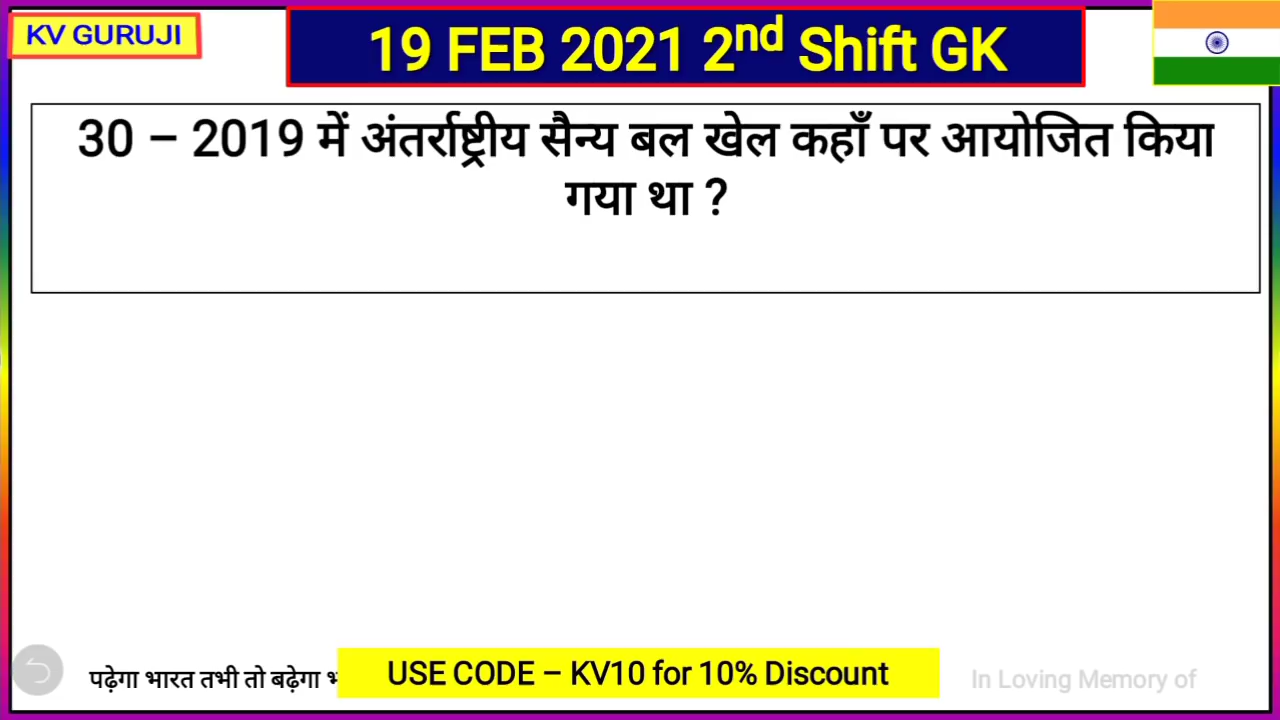 KV GURUJI
19 FEB 2021 2nd Shift GK
30 – 2019 में अंतर्राष्ट्रीय सैन्य बल खेल कहाँ पर आयोजित किया
गया था ?
पढ़ेगा भारत तभी तो बढ़ेगा
USE CODE – KV10 for 10% Discount
In Loving Memory of